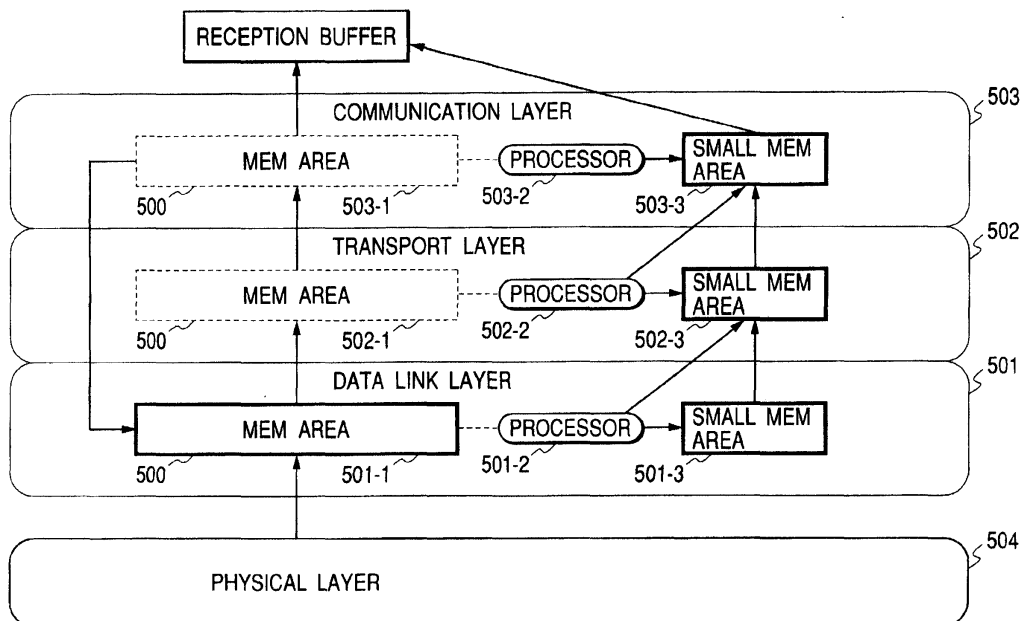 RECEPTION BUFFER
503
COMMUNICATION LAYER
MEM AREA
PROCESSOR
SMALL MEM
AREA
500
503-1
503-2
503-3
502
TRANSPORT LAYER
MEM AREA
PROCESSOR
SMALL MEM
AREA
500
502-1
502-2
502-3
501
DATA LINK LAYER
MEM AREA
PROCESSOR
SMALL MEM
AREA
500
501-1
501-2
501-3
504
PHYSICAL LAYER